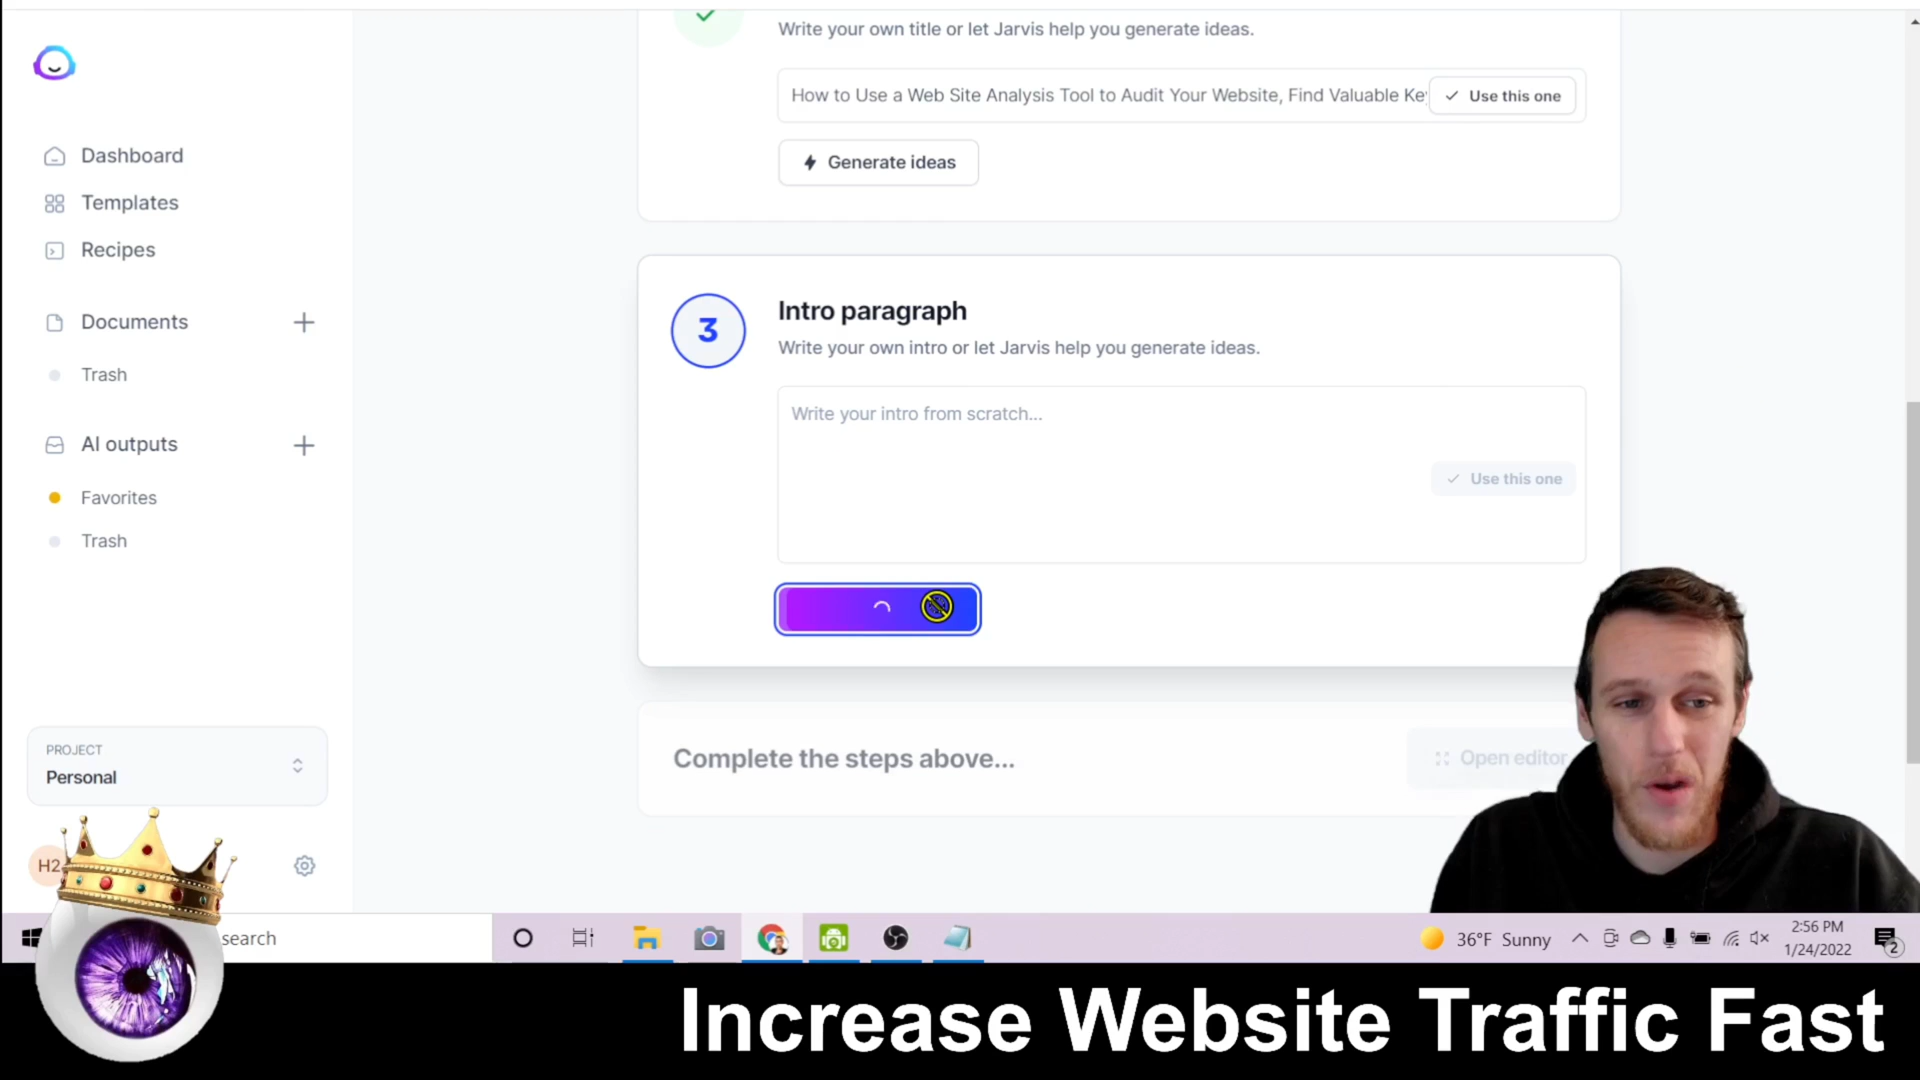 Write your own title or let Jarvis help you generate ideas.
How to Use a Web Site Analysis Tool to Audit Your Website, Find Valuable Ke
Use this one
Generate ideas
Dashboard
Templates
Recipes
Documents
Trash
AI outputs
Favorites
Trash
3
Intro paragraph
Write your own intro or let Jarvis help you generate ideas.
Write your intro from scratch...
Use this one
Complete the steps above...
Open editor
PROJECT
Personal
H2
search
36°F Sunny
2:56 PM
1/24/2022
2
Increase Website Traffic Fast